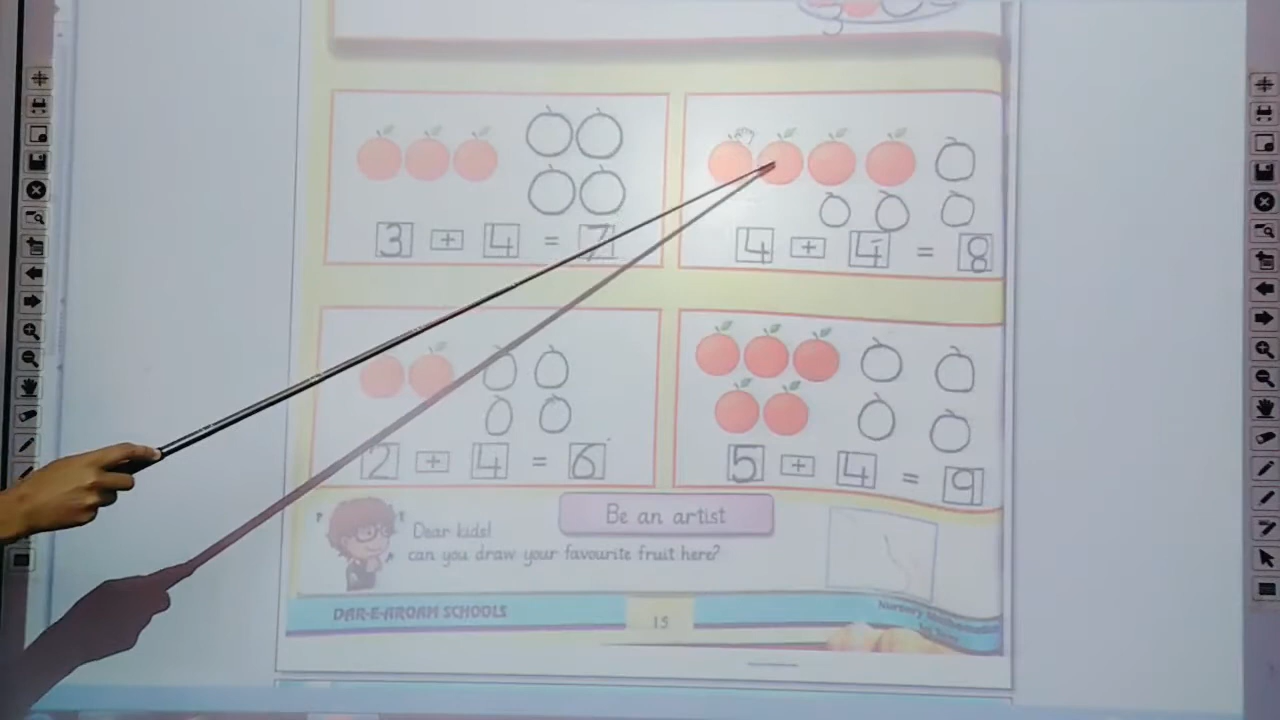 3 + 4 = 7
4 + 4 = 8
2 + 4 = 6
5 + 4 = 9
Be an artist
Dear kids!
can you draw your favourite fruit here?
DAR-E-ARQAM SCHOOLS
15
Nursery